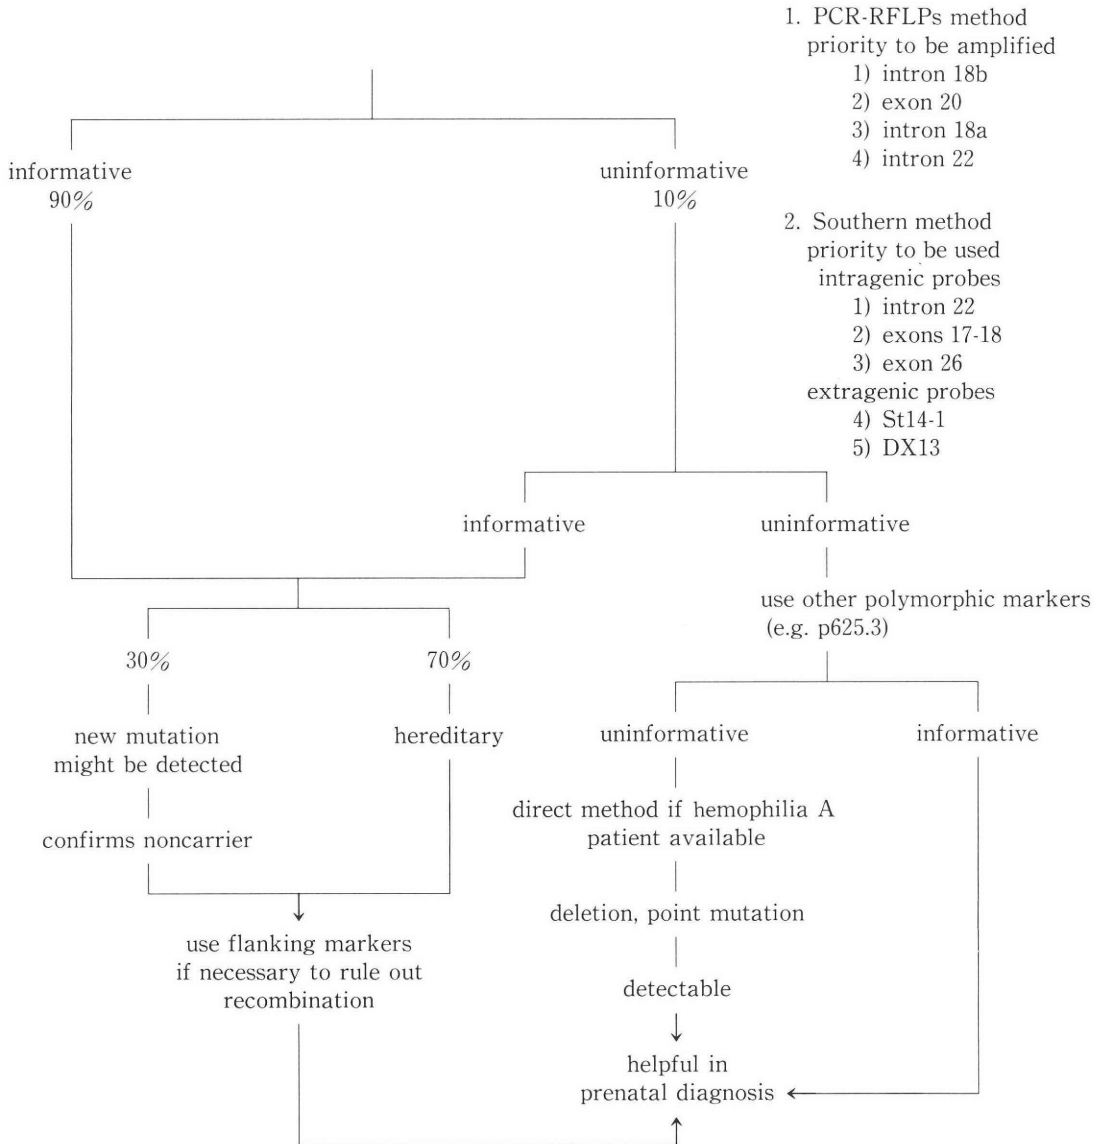 1. PCR-RFLPs method
priority to be amplified
1) intron 18b
2) exon 20
3) intron 18a
4) intron 22
informative
90%
uninformative
10%
2. Southern method
priority to be used
intragenic probes
1) intron 22
2) exons 17-18
3) exon 26
extragenic probes
4) St14-1
5) DX13
informative
uninformative
use other polymorphic markers
(e.g. p625.3)
30%
70%
new mutation
might be detected
hereditary
uninformative
informative
confirms noncarrier
direct method if hemophilia A
patient available
deletion, point mutation
use flanking markers
if necessary to rule out
recombination
detectable
helpful in
prenatal diagnosis